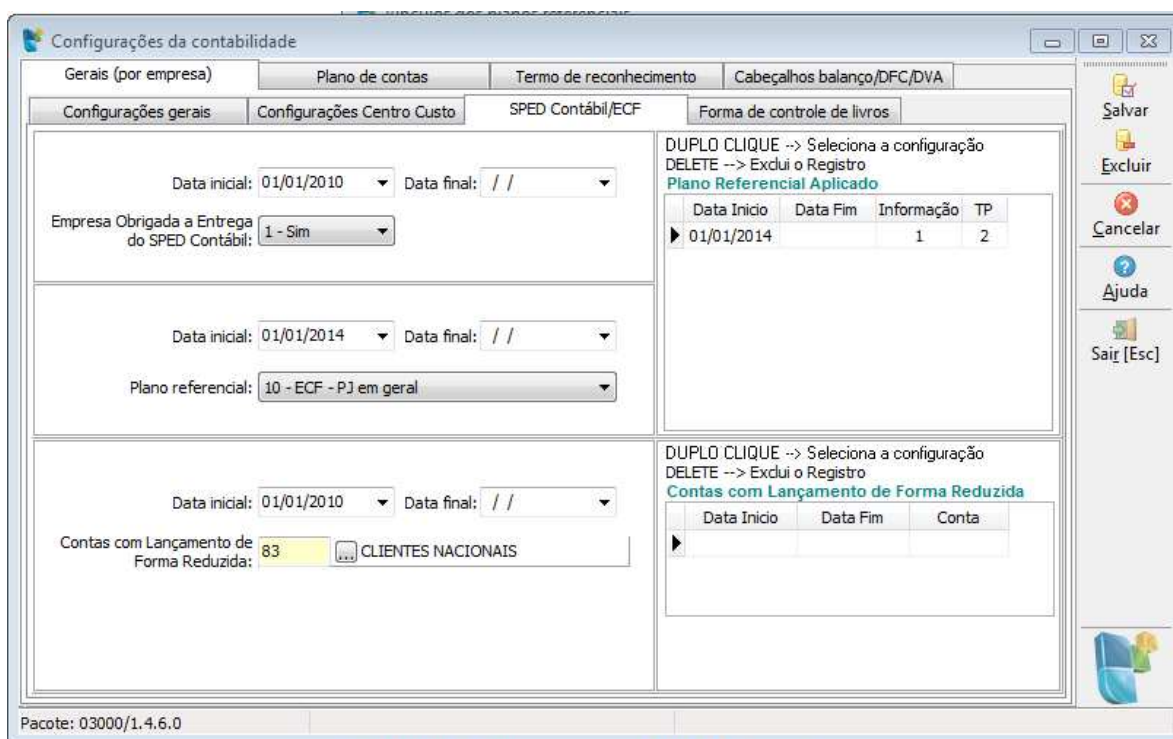 Vínculos dos planos referenciais
Configurações da contabilidade
Gerais (por empresa) Plano de contas Termo de reconhecimento Cabeçalhos balanço/DFC/DVA
Configurações gerais Configurações Centro Custo SPED Contábil/ECF Forma de controle de livros
Data inicial: 01/01/2010 Data final: / /
Empresa Obrigada a Entrega
do SPED Contábil: 1 - Sim
DUPLO CLIQUE --> Seleciona a configuração
DELETE --> Exclui o Registro
Plano Referencial Aplicado
Data Inicio Data Fim Informação TP
01/01/2014 1 2
Data inicial: 01/01/2014 Data final: / /
Plano referencial: 10 - ECF - PJ em geral
Data inicial: 01/01/2010 Data final: / /
Contas com Lançamento de
Forma Reduzida: 83 ... CLIENTES NACIONAIS
DUPLO CLIQUE --> Seleciona a configuração
DELETE --> Exclui o Registro
Contas com Lançamento de Forma Reduzida
Data Inicio Data Fim Conta
Salvar
Excluir
Cancelar
Ajuda
Sair [Esc]
Pacote: 03000/1.4.6.0